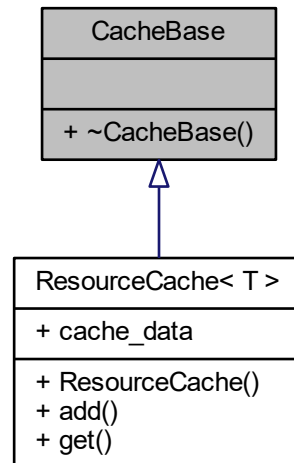 CacheBase
+ ~CacheBase()
ResourceCache< T >
+ cache_data
+ ResourceCache()
+ add()
+ get()